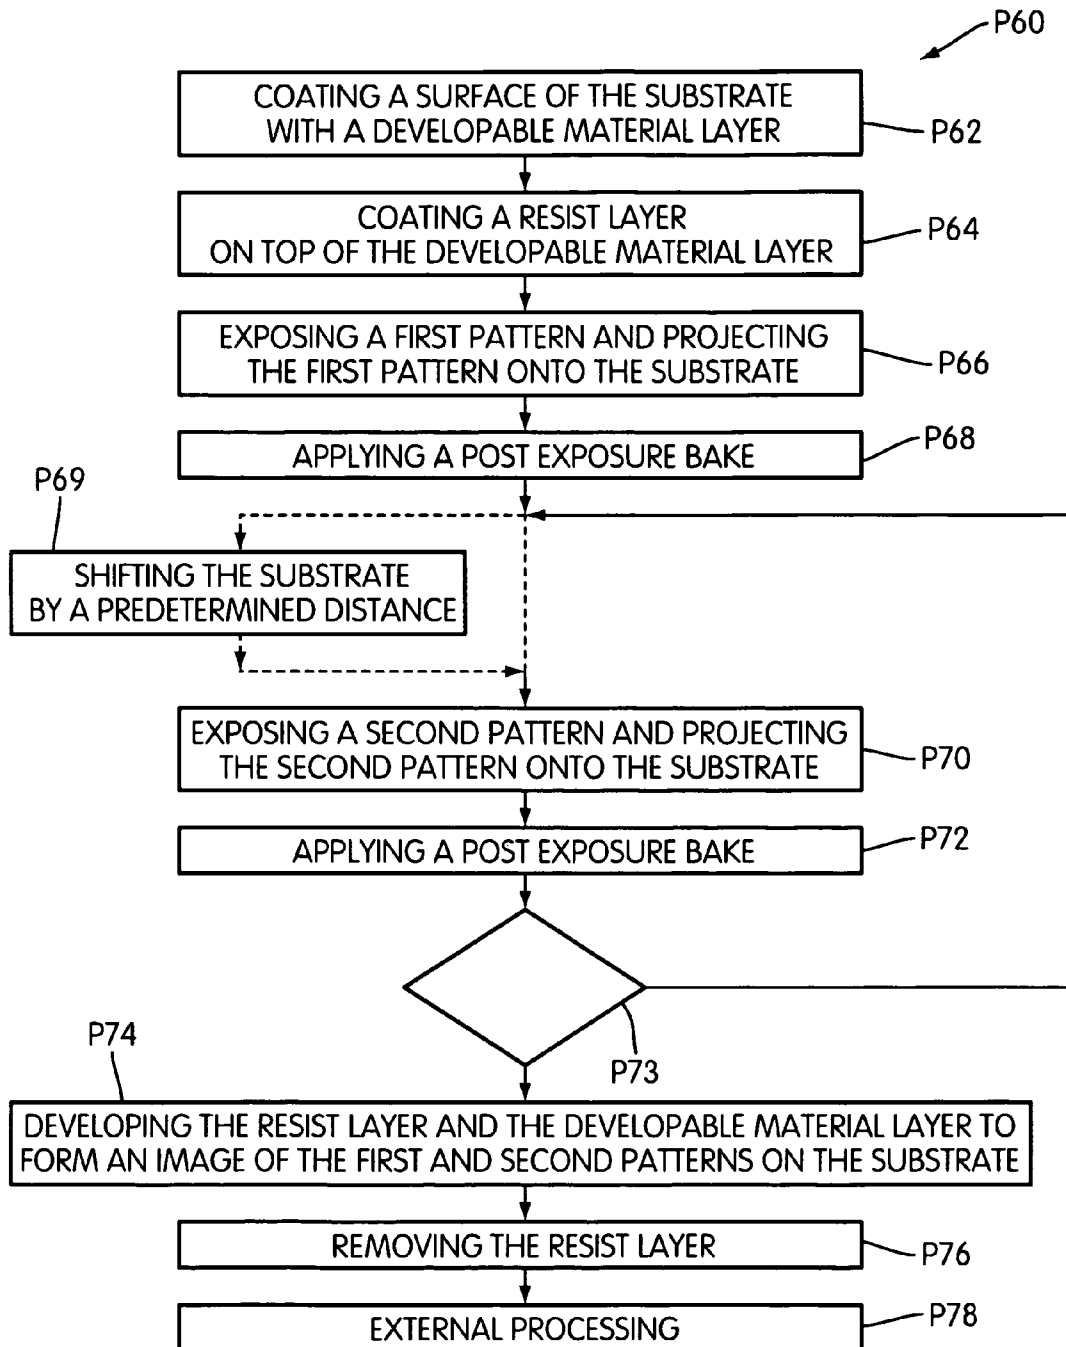 P60
COATING A SURFACE OF THE SUBSTRATE
WITH A DEVELOPABLE MATERIAL LAYER
P62
COATING A RESIST LAYER
ON TOP OF THE DEVELOPABLE MATERIAL LAYER
P64
EXPOSING A FIRST PATTERN AND PROJECTING
THE FIRST PATTERN ONTO THE SUBSTRATE
P66
APPLYING A POST EXPOSURE BAKE
P68
P69
SHIFTING THE SUBSTRATE
BY A PREDETERMINED DISTANCE
EXPOSING A SECOND PATTERN AND PROJECTING
THE SECOND PATTERN ONTO THE SUBSTRATE
P70
APPLYING A POST EXPOSURE BAKE
P72
P73
P74
DEVELOPING THE RESIST LAYER AND THE DEVELOPABLE MATERIAL LAYER TO
FORM AN IMAGE OF THE FIRST AND SECOND PATTERNS ON THE SUBSTRATE
REMOVING THE RESIST LAYER
P76
EXTERNAL PROCESSING
P78